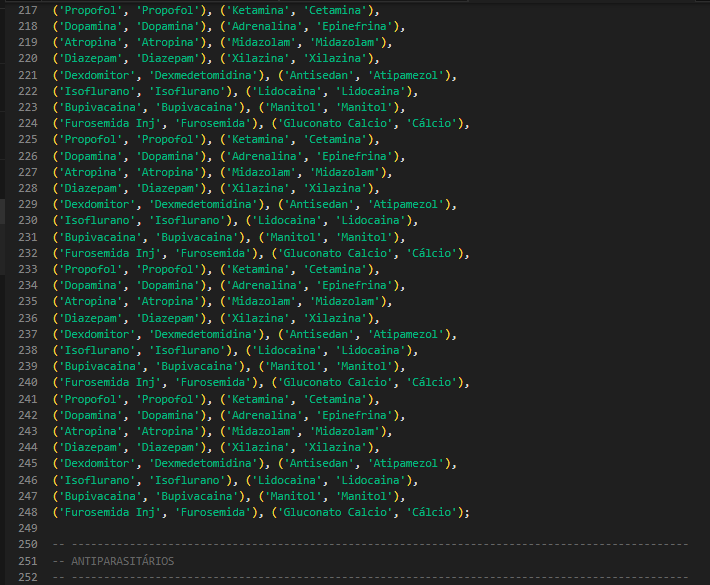 217 ('Propofol', 'Propofol'), ('Ketamina', 'Cetamina'),
218 ('Dopamina', 'Dopamina'), ('Adrenalina', 'Epinefrina'),
219 ('Atropina', 'Atropina'), ('Midazolam', 'Midazolam'),
220 ('Diazepam', 'Diazepam'), ('Xilazina', 'Xilazina'),
221 ('Dexdomitor', 'Dexmedetomidina'), ('Antisedan', 'Atipamezol'),
222 ('Isoflurano', 'Isoflurano'), ('Lidocaina', 'Lidocaina'),
223 ('Bupivacaina', 'Bupivacaina'), ('Manitol', 'Manitol'),
224 ('Furosemida Inj', 'Furosemida'), ('Gluconato Calcio', 'Cálcio'),
225 ('Propofol', 'Propofol'), ('Ketamina', 'Cetamina'),
226 ('Dopamina', 'Dopamina'), ('Adrenalina', 'Epinefrina'),
227 ('Atropina', 'Atropina'), ('Midazolam', 'Midazolam'),
228 ('Diazepam', 'Diazepam'), ('Xilazina', 'Xilazina'),
229 ('Dexdomitor', 'Dexmedetomidina'), ('Antisedan', 'Atipamezol'),
230 ('Isoflurano', 'Isoflurano'), ('Lidocaina', 'Lidocaina'),
231 ('Bupivacaina', 'Bupivacaina'), ('Manitol', 'Manitol'),
232 ('Furosemida Inj', 'Furosemida'), ('Gluconato Calcio', 'Cálcio'),
233 ('Propofol', 'Propofol'), ('Ketamina', 'Cetamina'),
234 ('Dopamina', 'Dopamina'), ('Adrenalina', 'Epinefrina'),
235 ('Atropina', 'Atropina'), ('Midazolam', 'Midazolam'),
236 ('Diazepam', 'Diazepam'), ('Xilazina', 'Xilazina'),
237 ('Dexdomitor', 'Dexmedetomidina'), ('Antisedan', 'Atipamezol'),
238 ('Isoflurano', 'Isoflurano'), ('Lidocaina', 'Lidocaina'),
239 ('Bupivacaina', 'Bupivacaina'), ('Manitol', 'Manitol'),
240 ('Furosemida Inj', 'Furosemida'), ('Gluconato Calcio', 'Cálcio'),
241 ('Propofol', 'Propofol'), ('Ketamina', 'Cetamina'),
242 ('Dopamina', 'Dopamina'), ('Adrenalina', 'Epinefrina'),
243 ('Atropina', 'Atropina'), ('Midazolam', 'Midazolam'),
244 ('Diazepam', 'Diazepam'), ('Xilazina', 'Xilazina'),
245 ('Dexdomitor', 'Dexmedetomidina'), ('Antisedan', 'Atipamezol'),
246 ('Isoflurano', 'Isoflurano'), ('Lidocaina', 'Lidocaina'),
247 ('Bupivacaina', 'Bupivacaina'), ('Manitol', 'Manitol'),
248 ('Furosemida Inj', 'Furosemida'), ('Gluconato Calcio', 'Cálcio');
249
250 -- ------------------------------------------------------------------------------------------------
251 -- ANTIPARASITÁRIOS
252 -- ------------------------------------------------------------------------------------------------